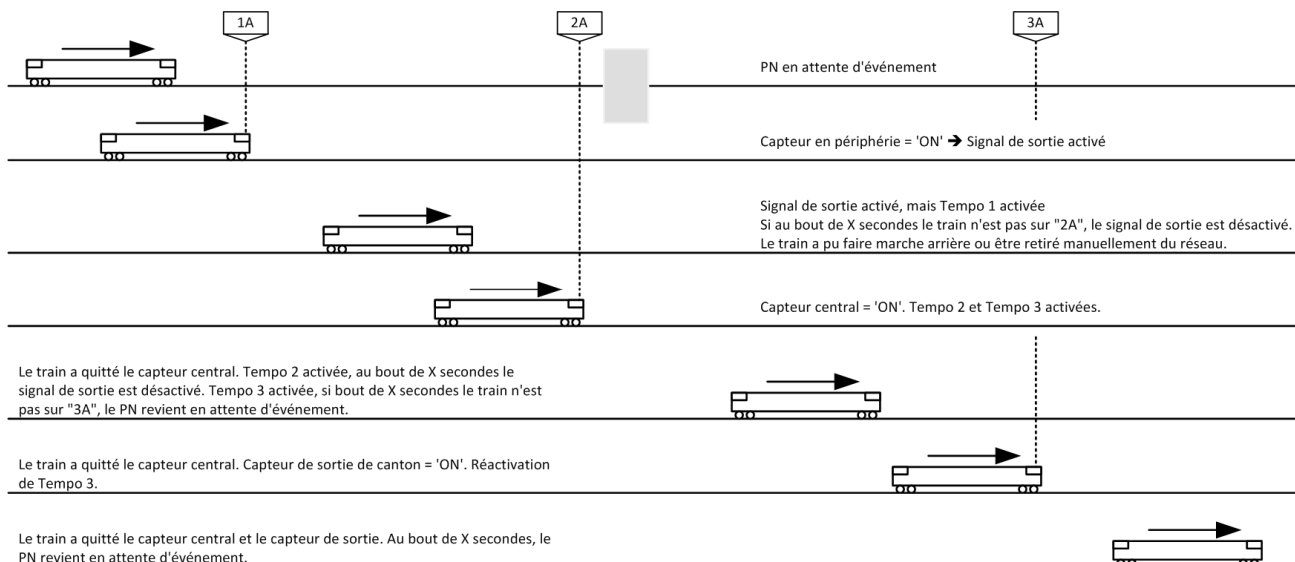 1A
2A
3A
PN en attente d'événement
Capteur en périphérie = 'ON' ➔ Signal de sortie activé
Signal de sortie activé, mais Tempo 1 activée
Si au bout de X secondes le train n'est pas sur "2A", le signal de sortie est désactivé.
Le train a pu faire marche arrière ou être retiré manuellement du réseau.
Capteur central = 'ON'. Tempo 2 et Tempo 3 activées.
Le train a quitté le capteur central. Tempo 2 activée, au bout de X secondes le
signal de sortie est désactivé. Tempo 3 activée, si bout de X secondes le train n'est
pas sur "3A", le PN revient en attente d'événement.
Le train a quitté le capteur central. Capteur de sortie de canton = 'ON'. Réactivation
de Tempo 3.
Le train a quitté le capteur central et le capteur de sortie. Au bout de X secondes, le
PN revient en attente d'événement.